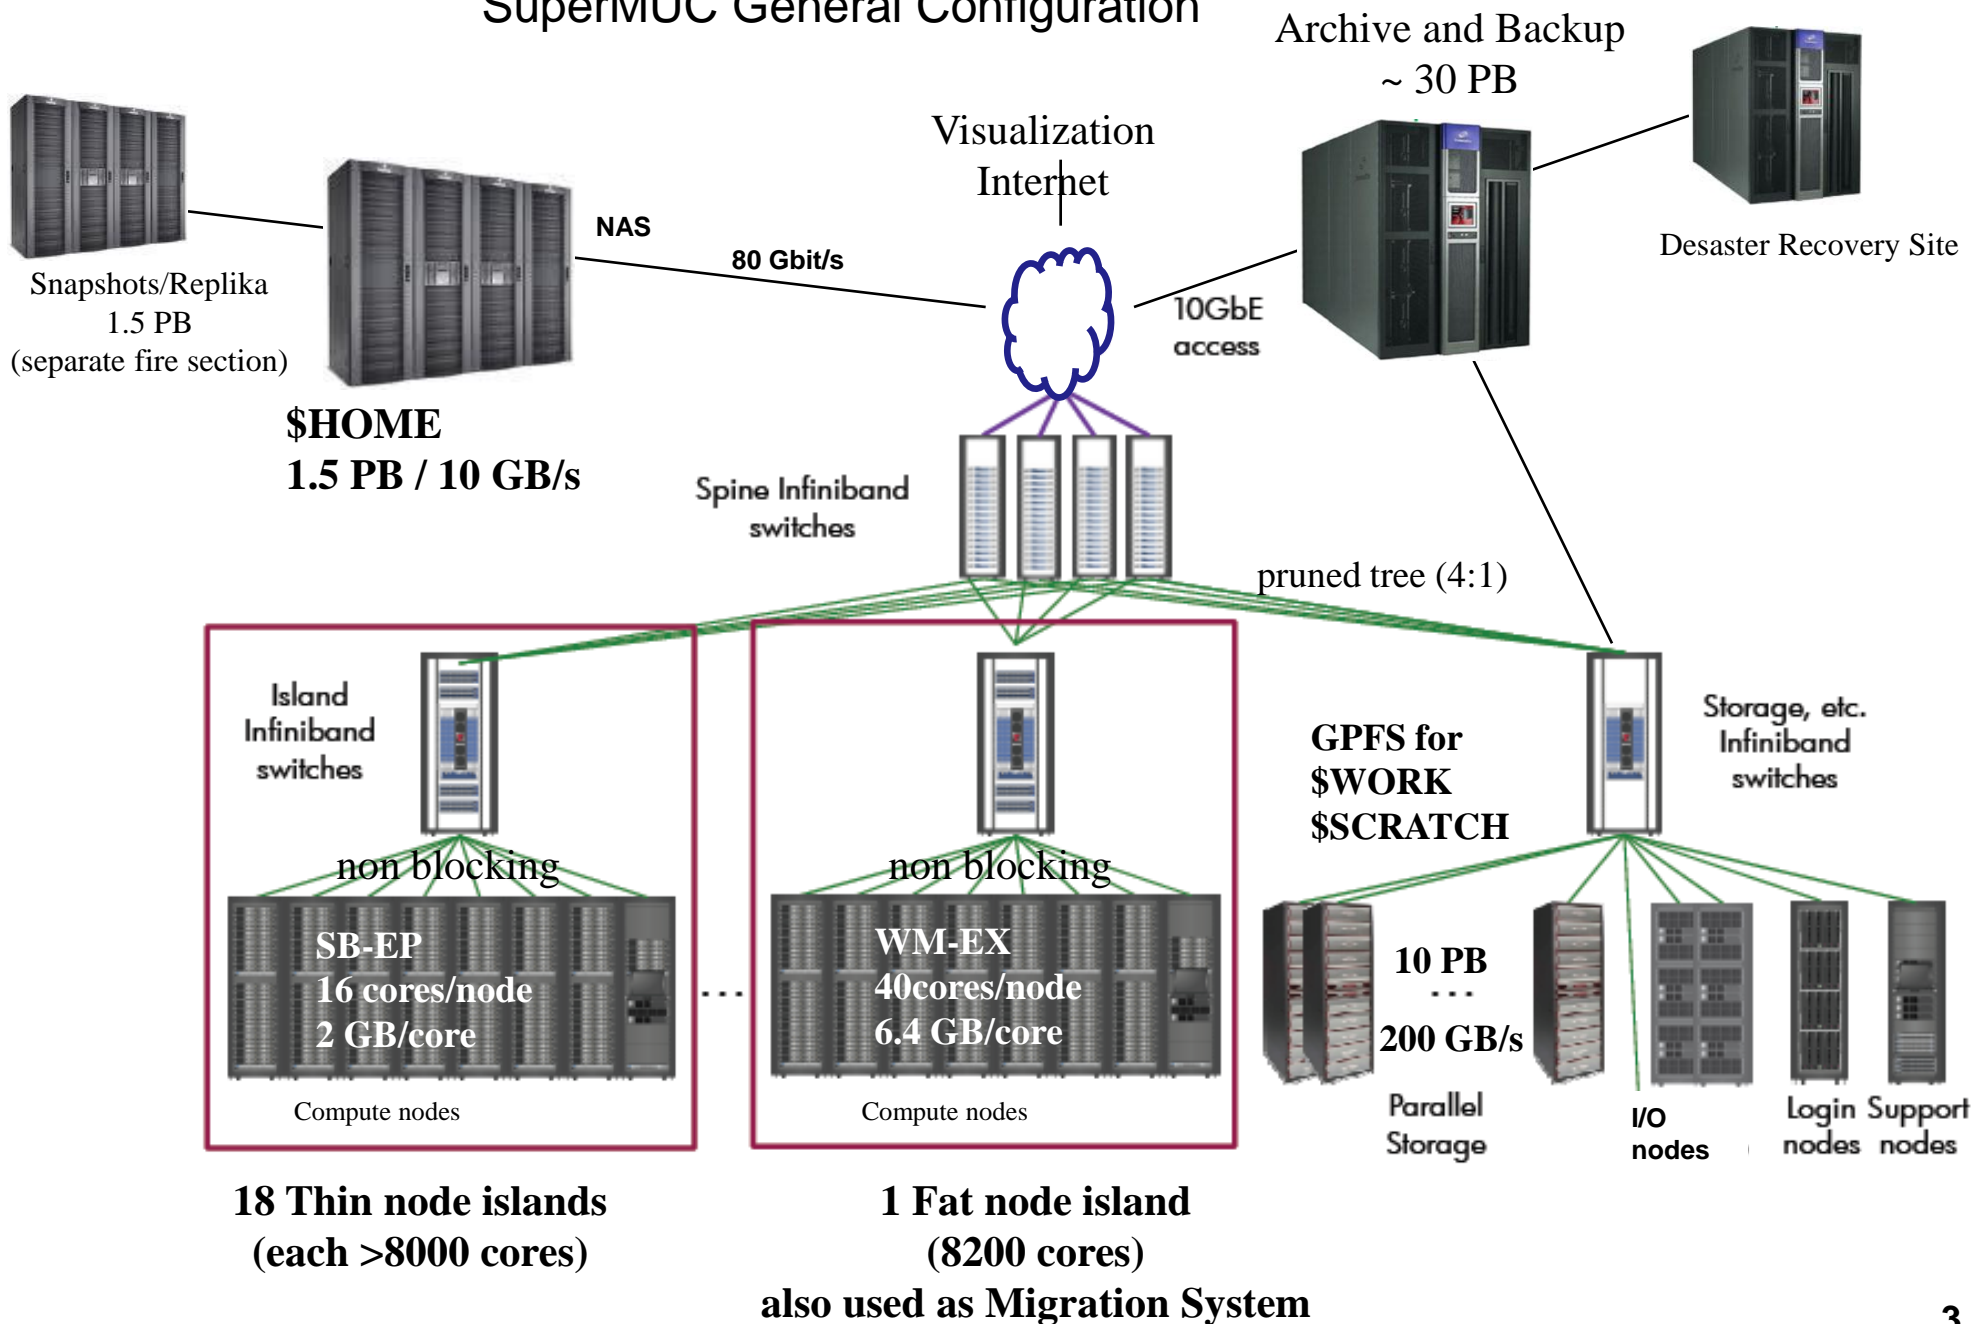 SuperMUC General Configuration
Archive and Backup
~ 30 PB
Visualization
Internet
NAS
80 Gbit/s
Desaster Recovery Site
Snapshots/Replika
1.5 PB
(separate fire section)
10GbE
access
$HOME
1.5 PB / 10 GB/s
Spine Infiniband
switches
pruned tree (4:1)
Island
Infiniband
switches
GPFS for
$WORK
$SCRATCH
Storage, etc.
Infiniband
switches
non blocking
non blocking
SB-EP
16 cores/node
2 GB/core
...
WM-EX
40cores/node
6.4 GB/core
10 PB
...
200 GB/s
Compute nodes
Compute nodes
Parallel
Storage
I/O
nodes
Login
nodes
Support
nodes
18 Thin node islands
(each >8000 cores)
1 Fat node island
(8200 cores)
also used as Migration System
3